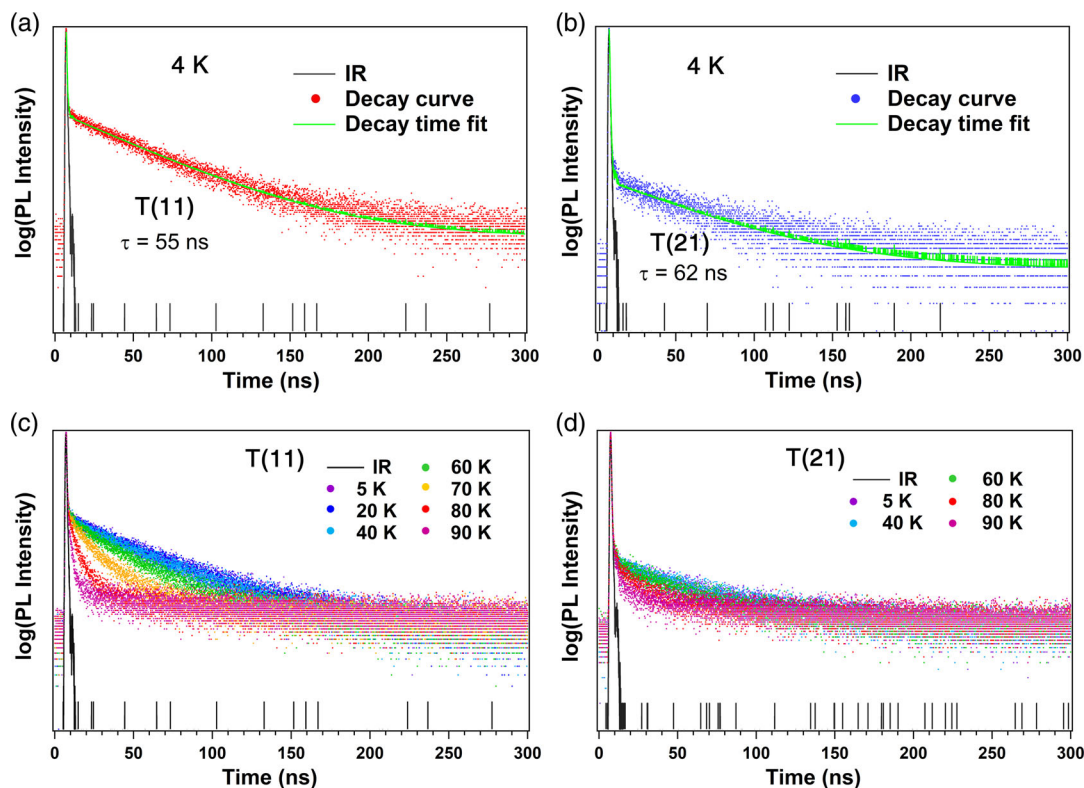 (a)
log(PL Intensity)
4 K
IR
Decay curve
Decay time fit
T(11)
τ = 55 ns
0 50 100 150 200 250 300
Time (ns)
(b)
log(PL Intensity)
4 K
IR
Decay curve
Decay time fit
T(21)
τ = 62 ns
0 50 100 150 200 250 300
Time (ns)
(c)
log(PL Intensity)
T(11)
IR 60 K
5 K 70 K
20 K 80 K
40 K 90 K
0 50 100 150 200 250 300
Time (ns)
(d)
log(PL Intensity)
T(21)
IR 60 K
5 K 80 K
40 K 90 K
0 50 100 150 200 250 300
Time (ns)